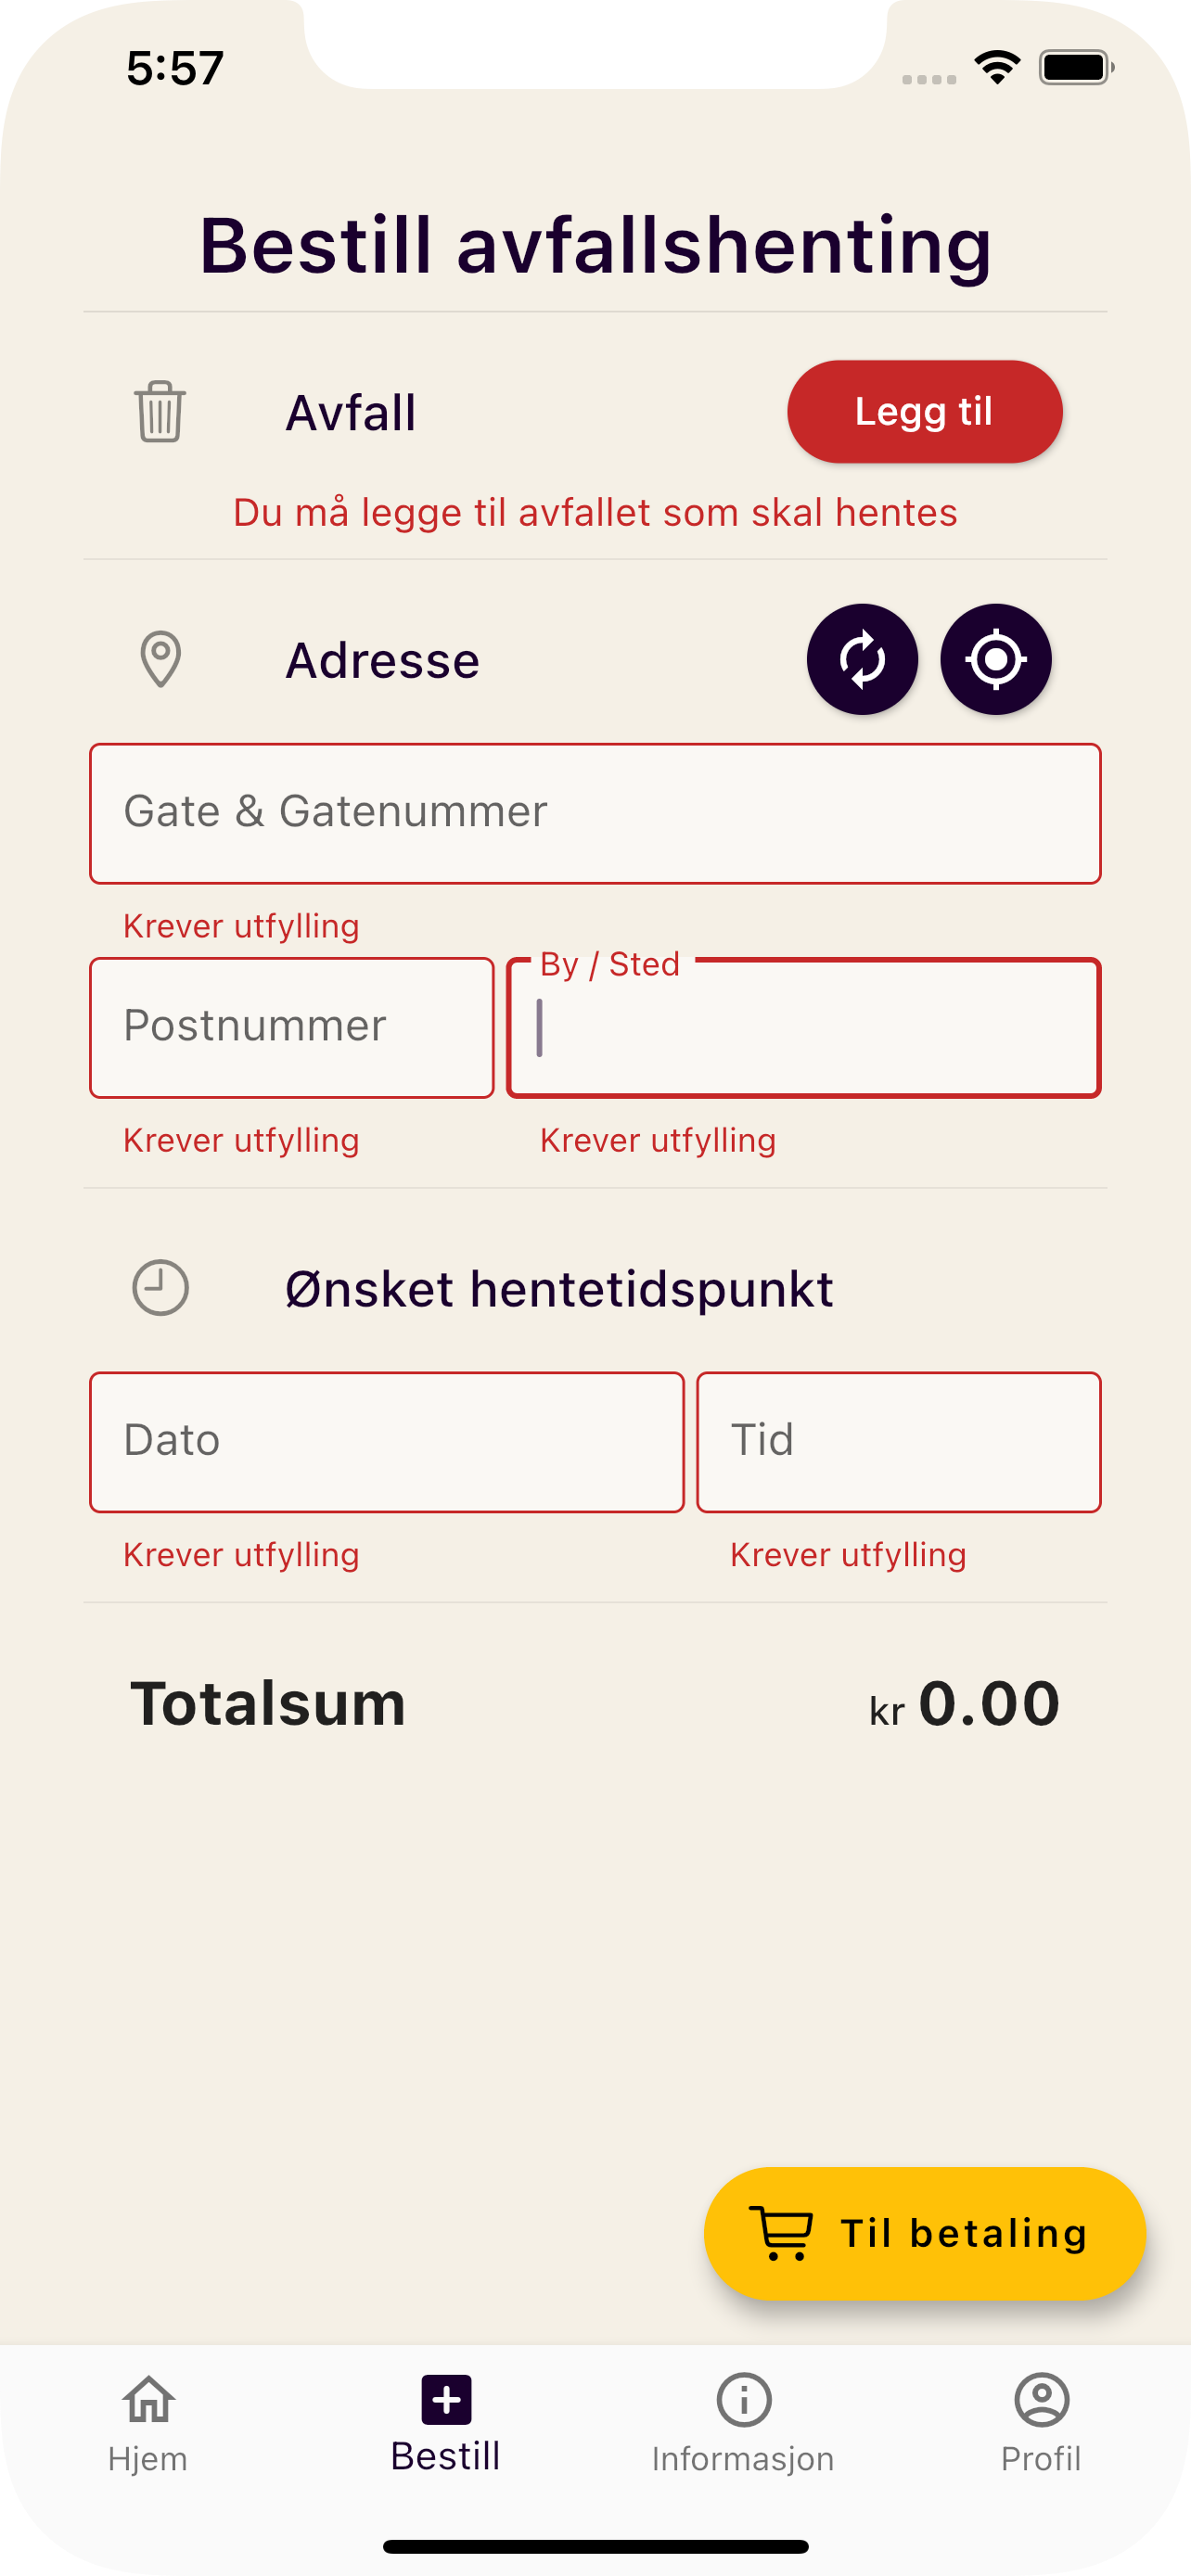 5:57
Bestill avfallshenting
Avfall
Legg til
Du må legge til avfallet som skal hentes
Adresse
Gate & Gatenummer
Krever utfylling
By / Sted
Postnummer
Krever utfylling
Krever utfylling
Ønsket hentetidspunkt
Dato
Tid
Krever utfylling
Krever utfylling
Totalsum
kr 0.00
Til betaling
Hjem
Bestill
Informasjon
Profil